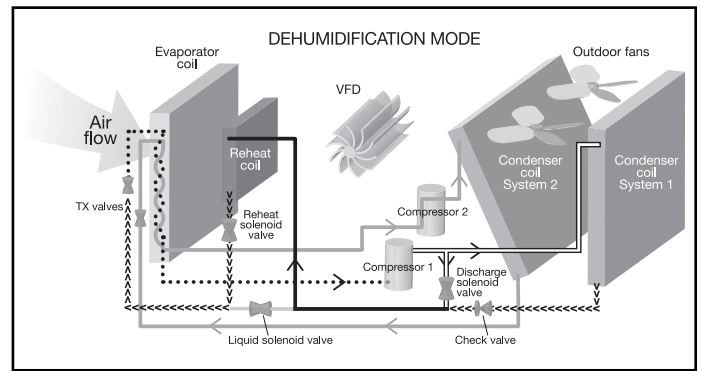 DEHUMIDIFICATION MODE
Evaporator
coil
Outdoor fans
VFD
Air
flow
Reheat
coil
Condenser
coil
System 2
Condenser
coil
System 1
TX valves
Reheat
solenoid
valve
Compressor 2
Compressor 1
Discharge
solenoid
valve
Liquid solenoid valve
Check valve